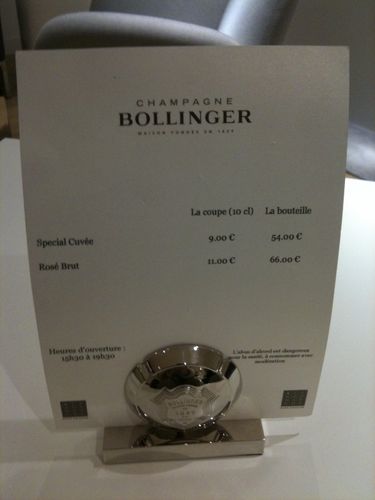 CHAMPAGNE
BOLLINGER
MAISON FONDÉE EN 1829
La coupe (10 cl) La bouteille
Special Cuvée 9.00 € 54.00 €
Rosé Brut 11.00 € 66.00 €
Heures d'ouverture :
15h30 à 19h30
L'abus d'alcool est dangereux
pour la santé, à consommer avec
modération
BOLLINGER
1829